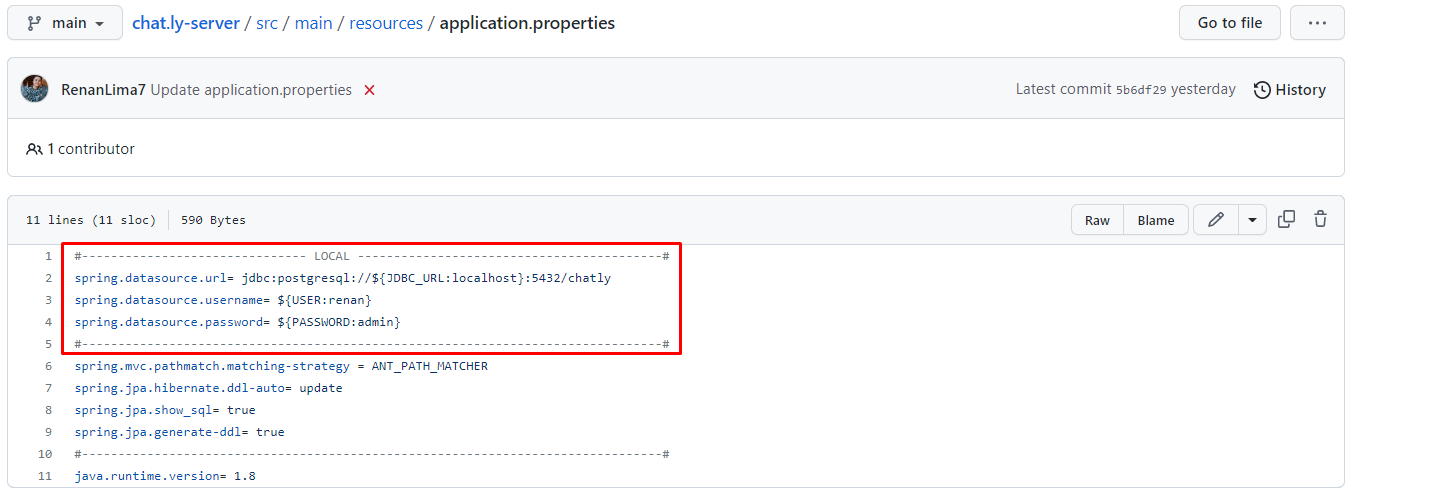 main
chat.ly-server / src / main / resources / application.properties
Go to file
...
RenanLima7 Update application.properties
Latest commit 5b6df29 yesterday
History
1 contributor
11 lines (11 sloc)
590 Bytes
Raw
Blame
1 #------------------------------- LOCAL ------------------------------------------#
2 spring.datasource.url= jdbc:postgresql://${JDBC_URL:localhost}:5432/chatly
3 spring.datasource.username= ${USER:renan}
4 spring.datasource.password= ${PASSWORD:admin}
5 #--------------------------------------------------------------------------------#
6 spring.mvc.pathmatch.matching-strategy = ANT_PATH_MATCHER
7 spring.jpa.hibernate.ddl-auto= update
8 spring.jpa.show_sql= true
9 spring.jpa.generate-ddl= true
10 #--------------------------------------------------------------------------------#
11 java.runtime.version= 1.8